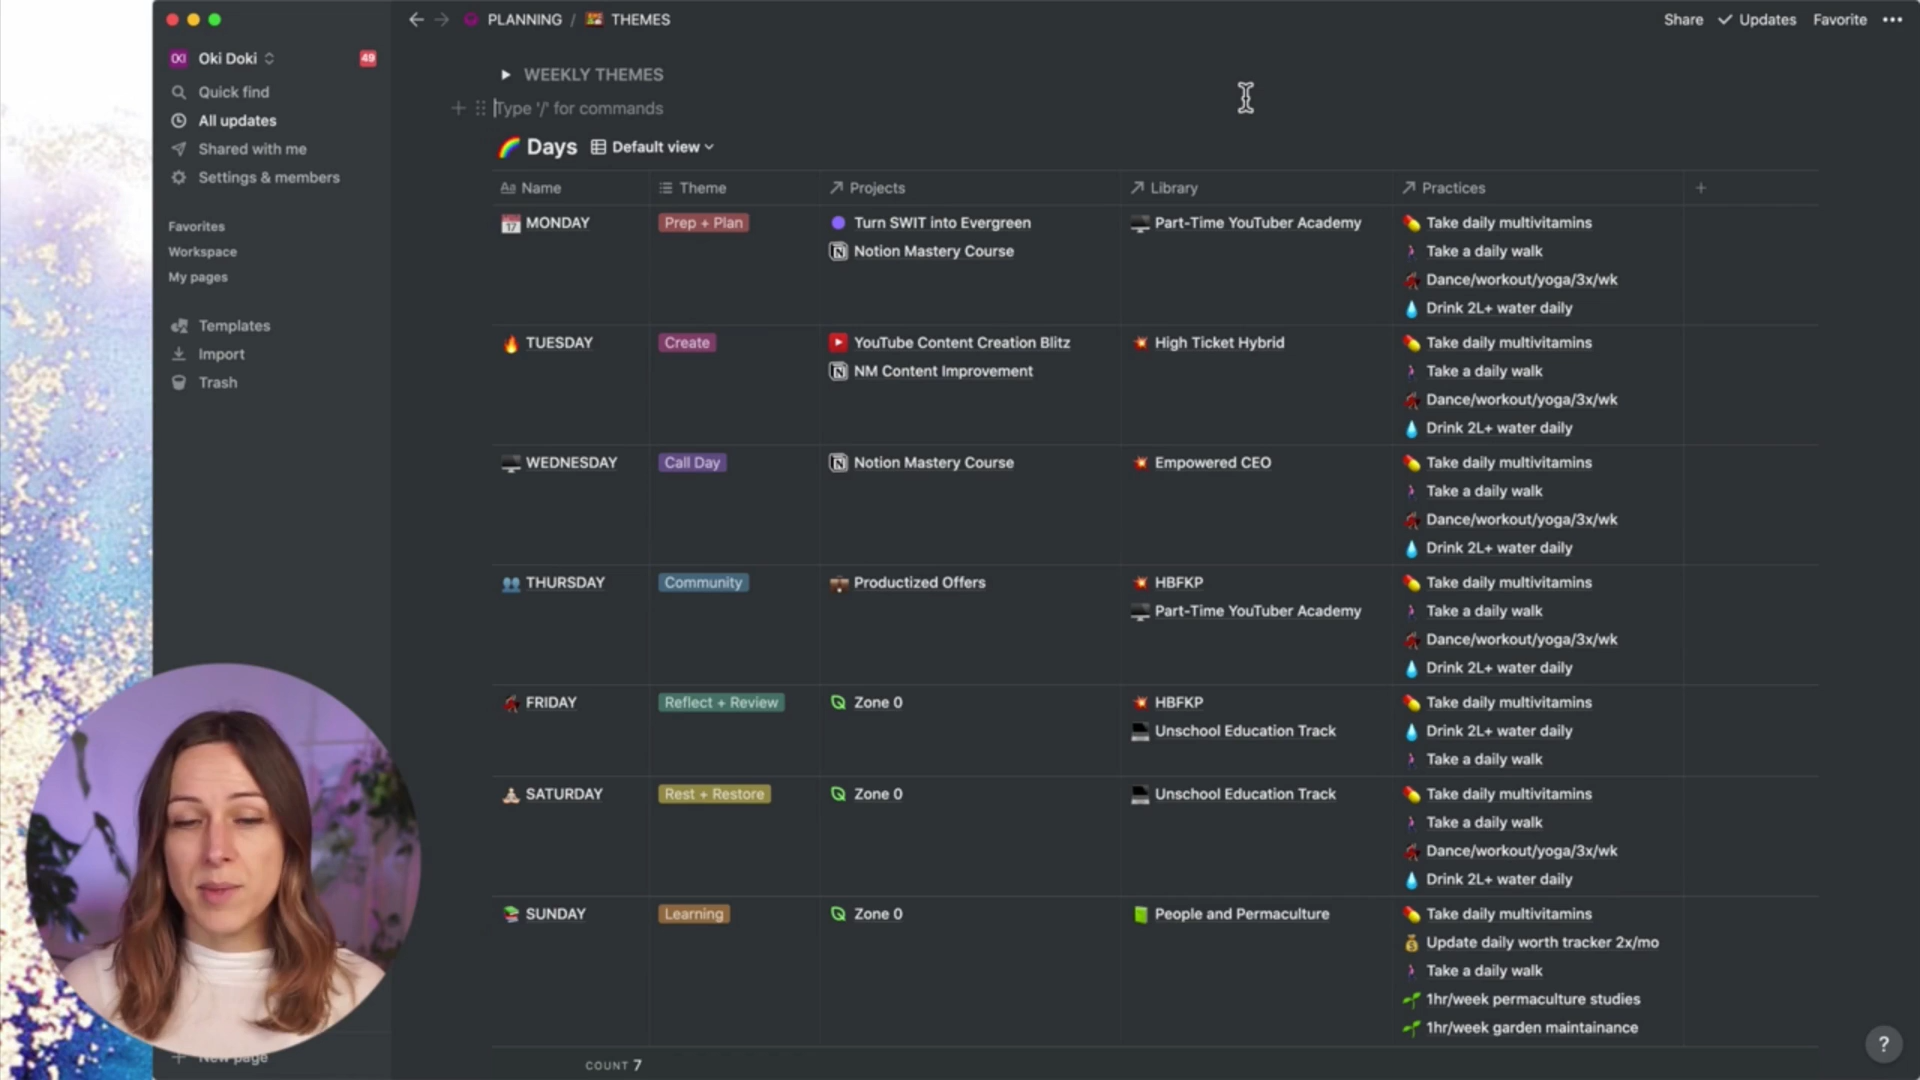 PLANNING / THEMES
Share Updates Favorite
OKI Oki Doki 49
Quick find
All updates
Shared with me
Settings & members
Favorites
Workspace
My pages
Templates
Import
Trash
New page
WEEKLY THEMES
Type '/' for commands
Days Default view
Aa Name Theme Projects Library Practices
17 MONDAY Prep + Plan Turn SWIT into Evergreen Part-Time YouTuber Academy Take daily multivitamins
Notion Mastery Course Take a daily walk
Dance/workout/yoga/3x/wk
Drink 2L+ water daily
TUESDAY Create YouTube Content Creation Blitz High Ticket Hybrid Take daily multivitamins
NM Content Improvement Take a daily walk
Dance/workout/yoga/3x/wk
Drink 2L+ water daily
WEDNESDAY Call Day Notion Mastery Course Empowered CEO Take daily multivitamins
Take a daily walk
Dance/workout/yoga/3x/wk
Drink 2L+ water daily
THURSDAY Community Productized Offers HBFKP Take daily multivitamins
Part-Time YouTuber Academy Take a daily walk
Dance/workout/yoga/3x/wk
Drink 2L+ water daily
FRIDAY Reflect + Review Zone 0 HBFKP Take daily multivitamins
Unschool Education Track Drink 2L+ water daily
Take a daily walk
SATURDAY Rest + Restore Zone 0 Unschool Education Track Take daily multivitamins
Take a daily walk
Dance/workout/yoga/3x/wk
Drink 2L+ water daily
SUNDAY Learning Zone 0 People and Permaculture Take daily multivitamins
Update daily worth tracker 2x/mo
Take a daily walk
1hr/week permaculture studies
1hr/week garden maintainance
COUNT 7
?